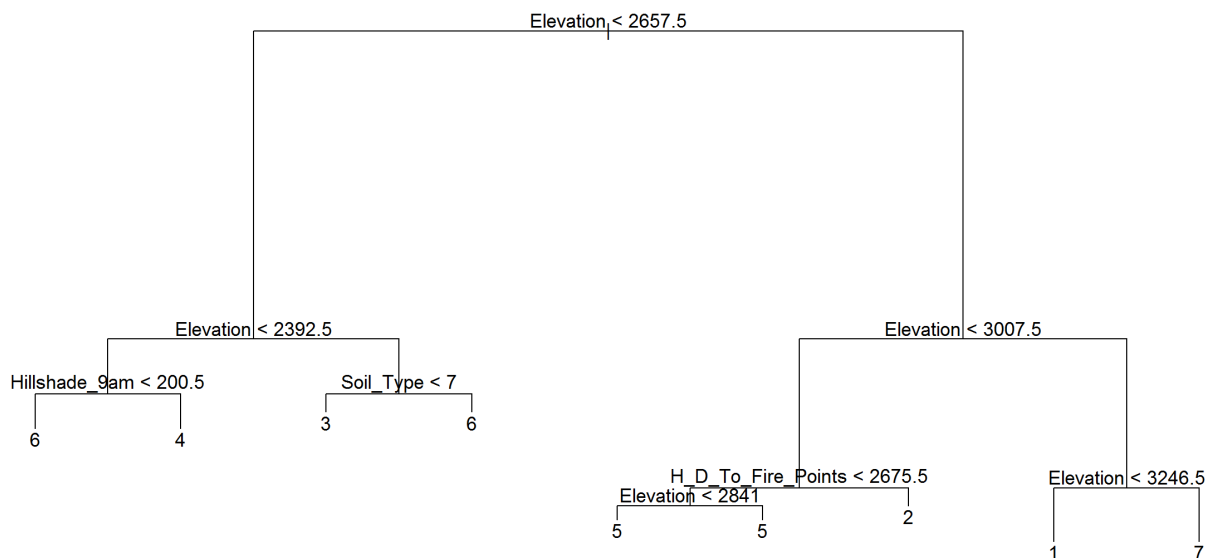 Elevation < 2657.5
Elevation < 2392.5
Elevation < 3007.5
Hillshade_9am < 200.5
Soil_Type < 7
6
4
3
6
H_D_To_Fire_Points < 2675.5
Elevation < 3246.5
Elevation < 2841
5
5
2
1
7